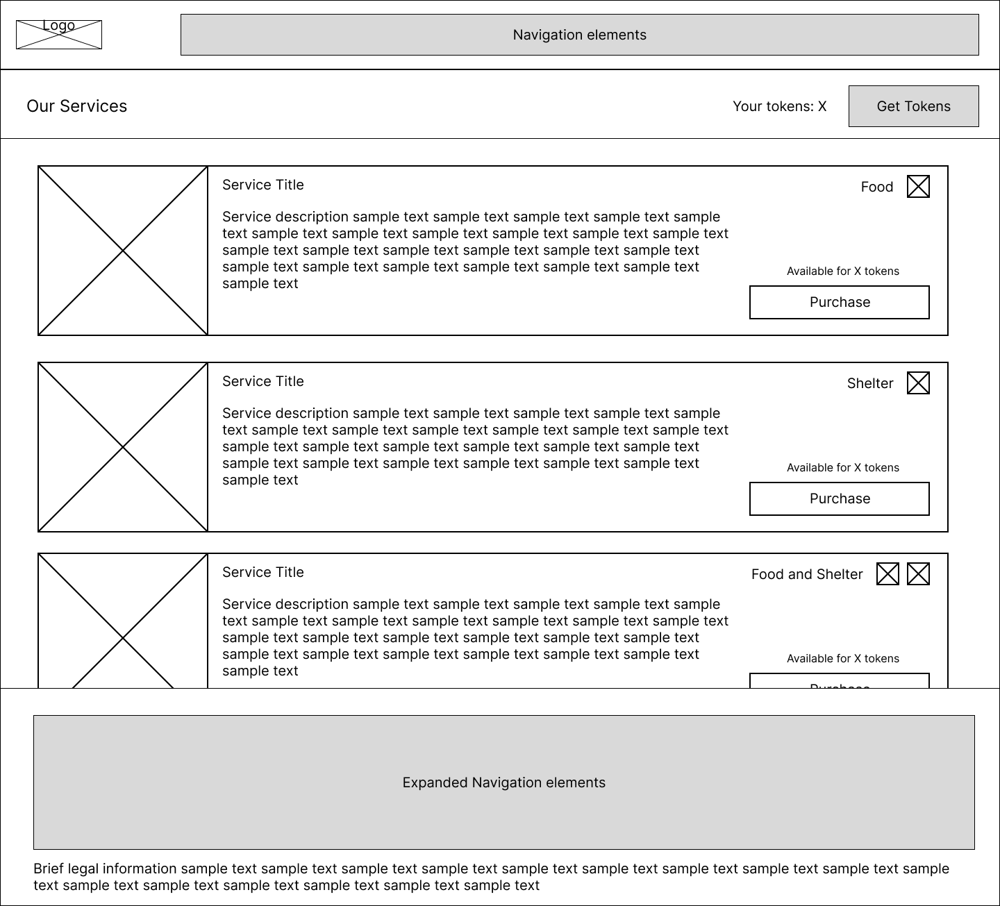 Logo
Navigation elements
Our Services
Your tokens: X
Get Tokens
Service Title
Food
Service description sample text sample text sample text sample text sample
text sample text sample text sample text sample text sample text sample text
sample text sample text sample text sample text sample text sample text
sample text sample text sample text sample text sample text sample text
sample text
Available for X tokens
Purchase
Service Title
Shelter
Service description sample text sample text sample text sample text sample
text sample text sample text sample text sample text sample text sample text
sample text sample text sample text sample text sample text sample text
sample text sample text sample text sample text sample text sample text
sample text
Available for X tokens
Purchase
Service Title
Food and Shelter
Service description sample text sample text sample text sample text sample
text sample text sample text sample text sample text sample text sample text
sample text sample text sample text sample text sample text sample text
sample text sample text sample text sample text sample text sample text
sample text
Available for X tokens
Purchase
Expanded Navigation elements
Brief legal information sample text sample text sample text sample text sample text sample text sample text sample text sample text sample
text sample text sample text sample text sample text sample text sample text